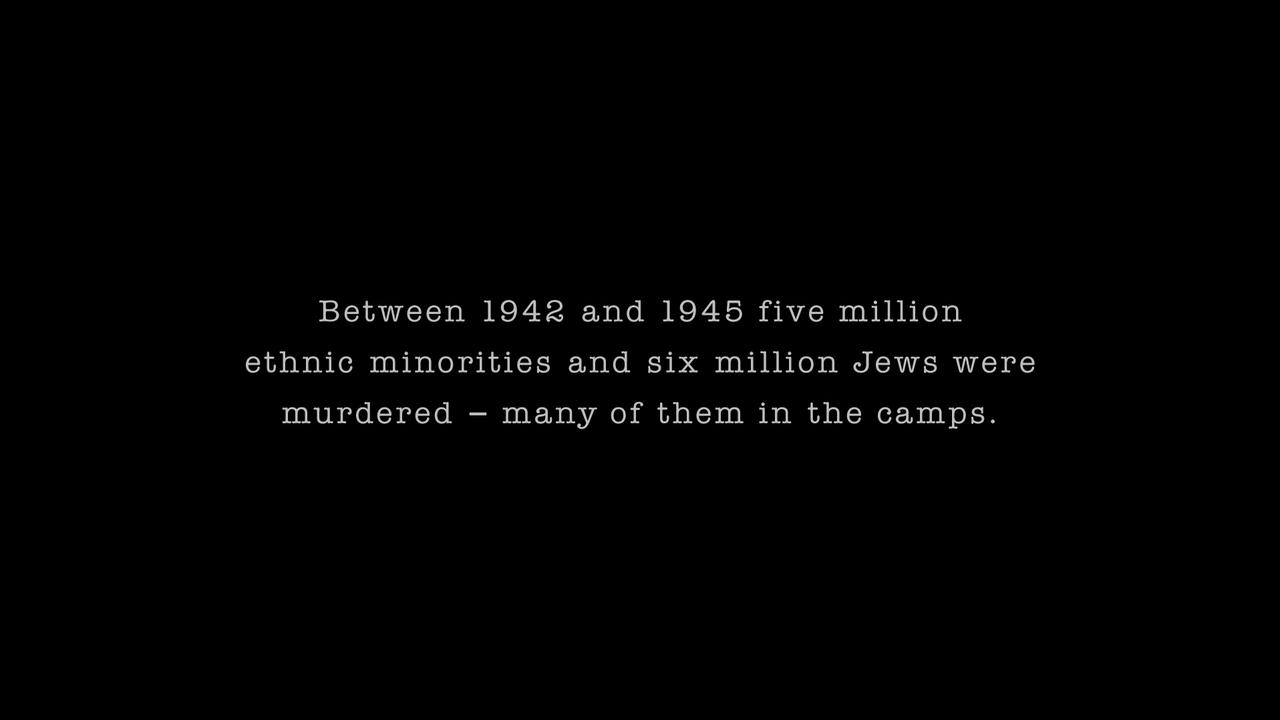 Between 1942 and 1945 five million
ethnic minorities and six million Jews were
murdered – many of them in the camps.